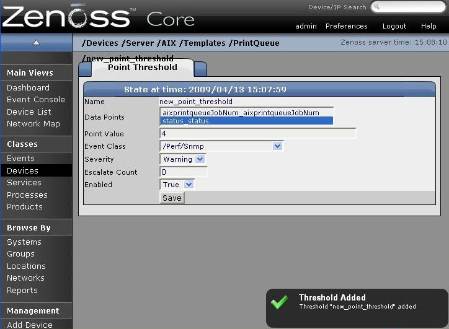 Zenoss Core
Device/IP Search
admin Preferences Logout Help
/Devices /Server /AIX /Templates /PrintQueue
Zenoss server time: 15:08:10
/new_point_threshold
Point Threshold
State at time: 2009/04/13 15:07:59
Main Views
Dashboard
Event Console
Device List
Network Map
Classes
Events
Devices
Services
Processes
Products
Browse By
Systems
Groups
Locations
Networks
Reports
Management
Add Device
Name new_point_threshold
Data Points aixprintqueueJobNum_aixprintqueueJobNum
status_status
Point Value 4
Event Class /Perf/Snmp
Severity Warning
Escalate Count 0
Enabled True
Save
Threshold Added
Threshold "new_point_threshold" added